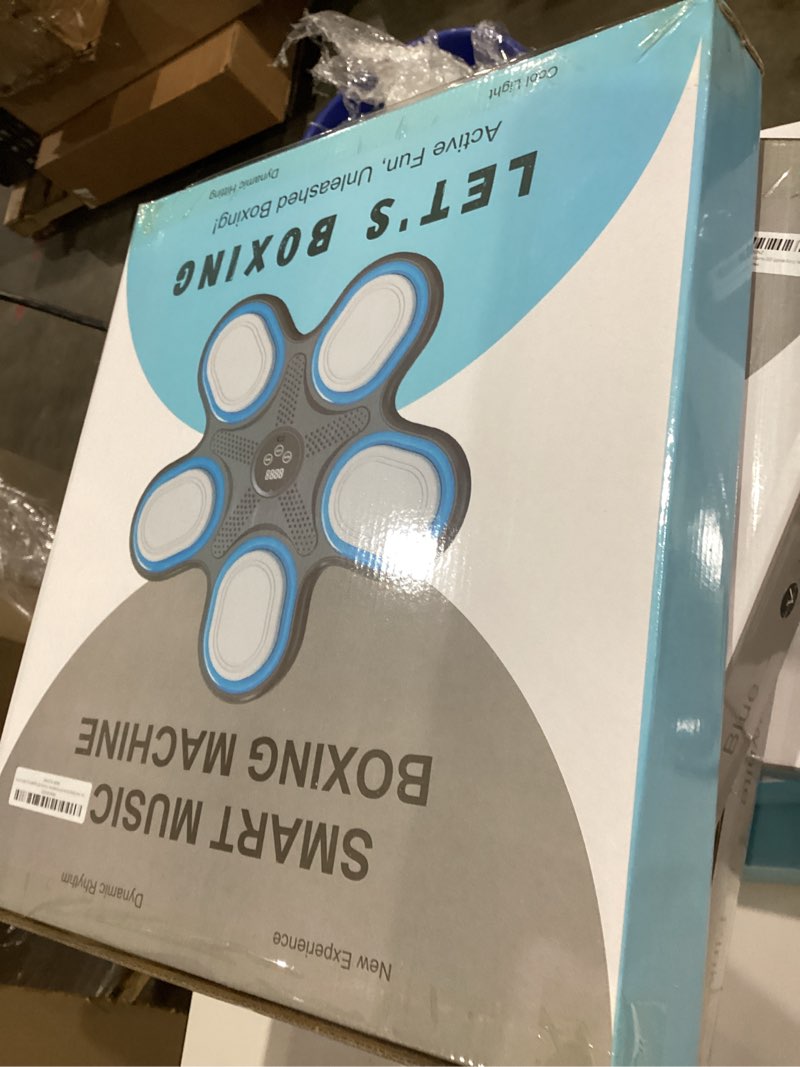 New Experience
Dynamic Rhythm
SMART MUSIC
BOXING MACHINE
8888
LET'S BOXING
Active Fun, Unleashed Boxing!
Dynamic Hitting
Cool Light
Blue